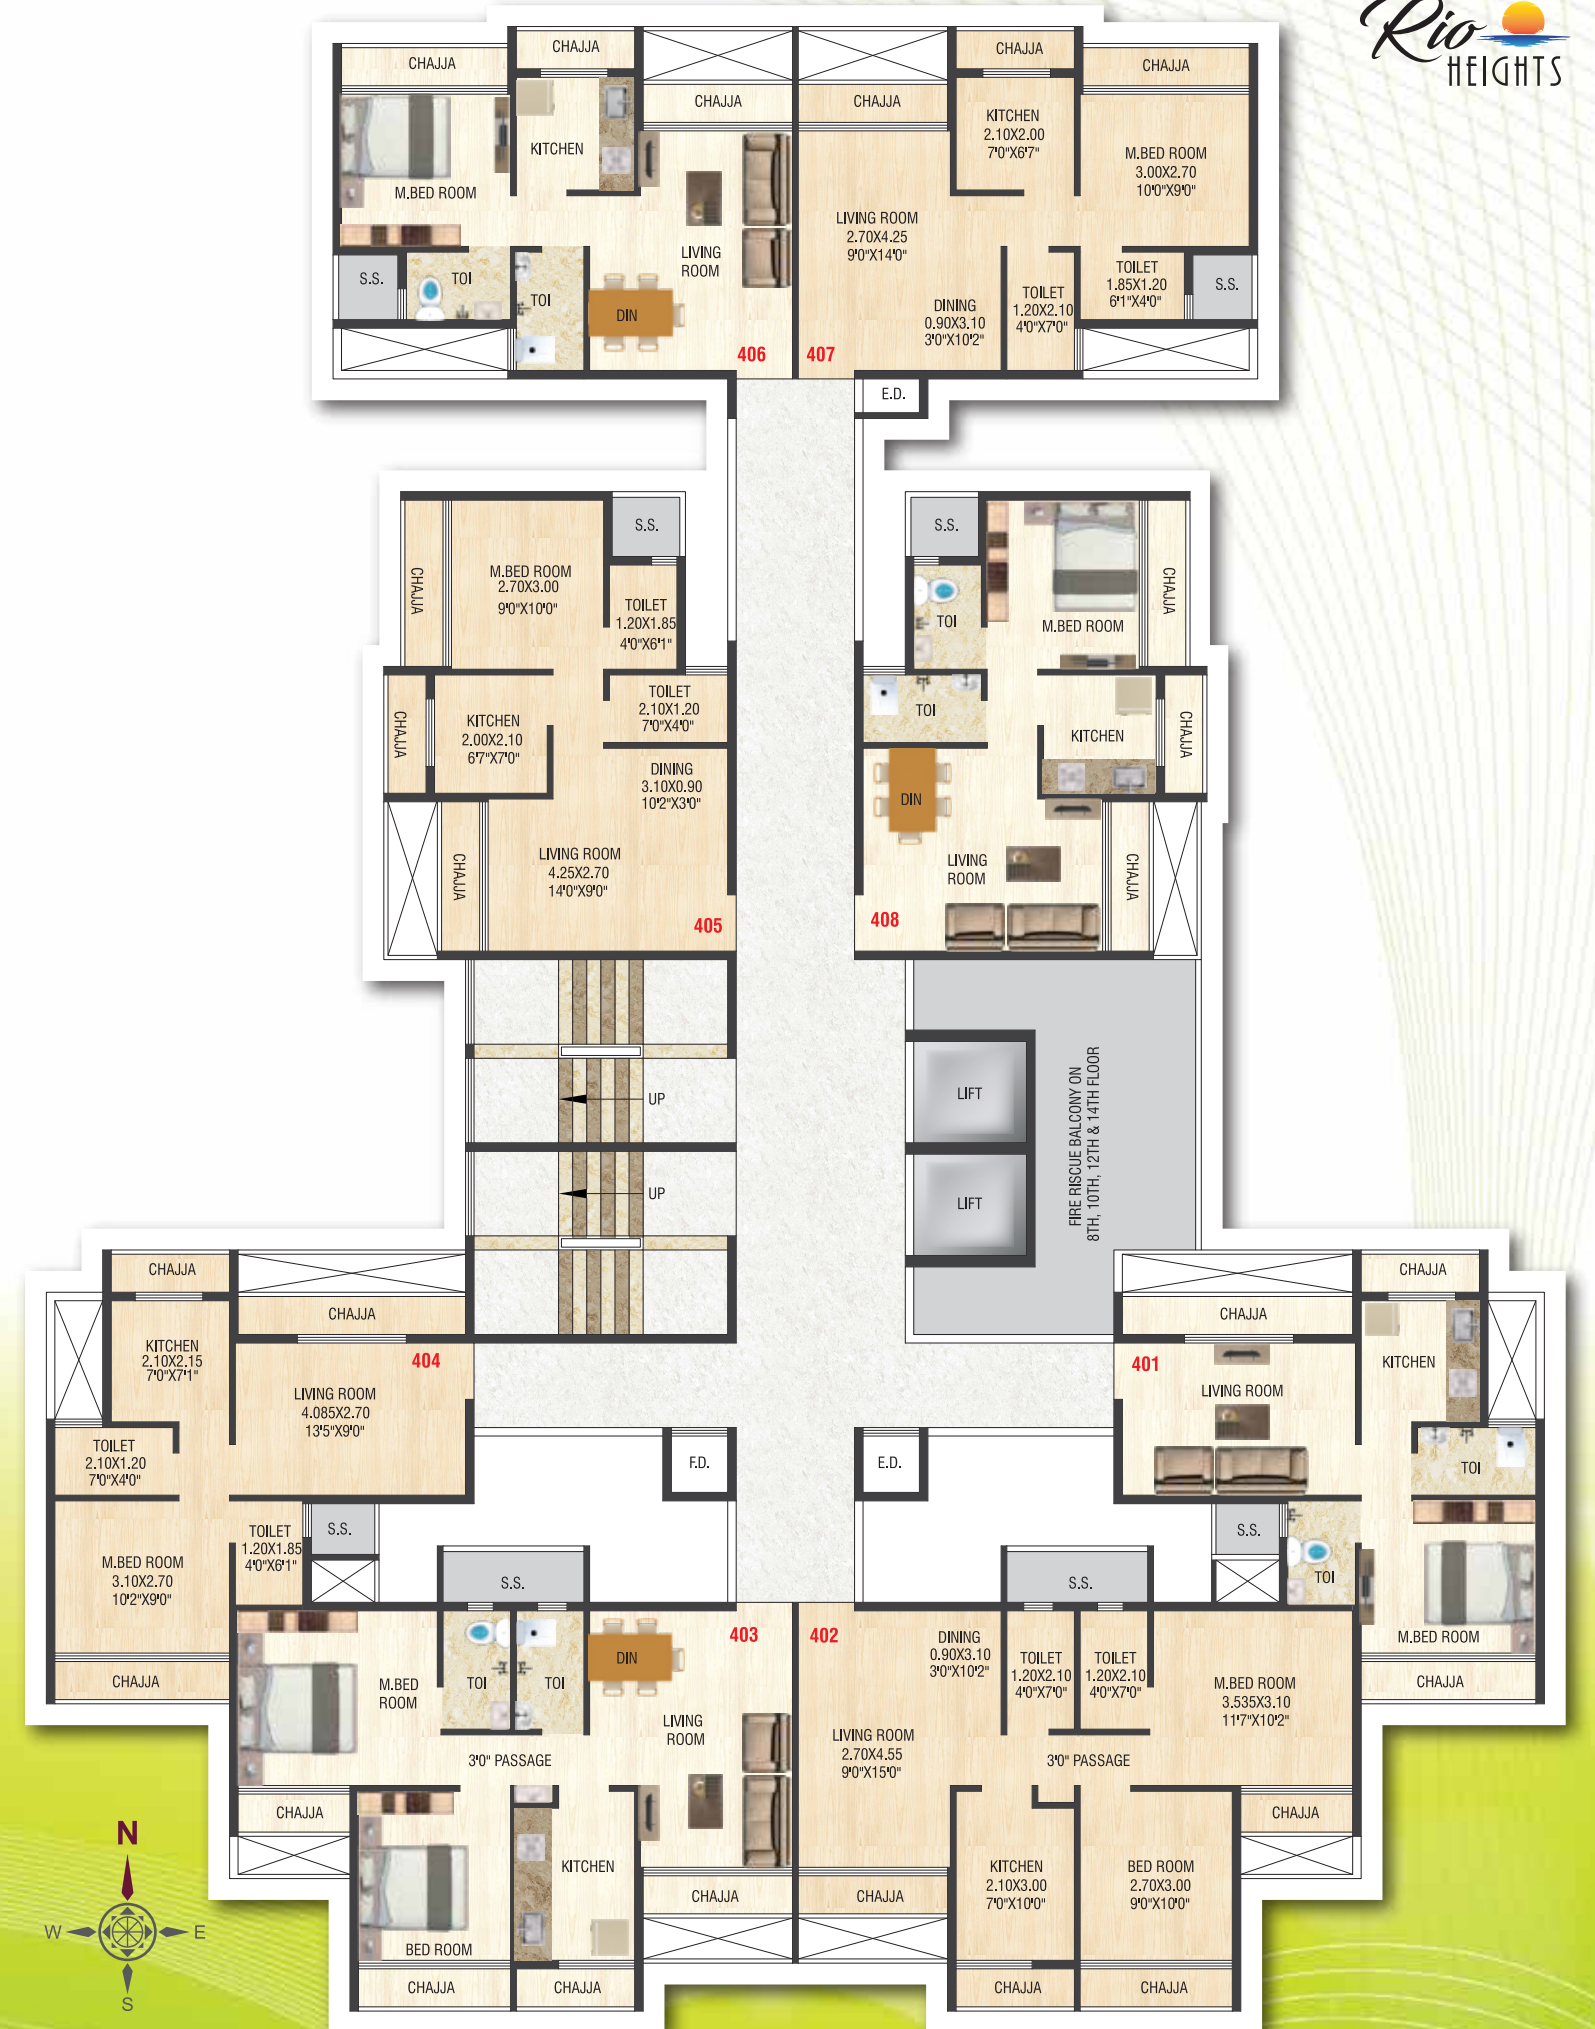 Rio
HEIGHTS
CHAJJA
CHAJJA
CHAJJA
CHAJJA
CHAJJA
CHAJJA
KITCHEN
M.BED ROOM
LIVING
ROOM
S.S.
TOI
TOI
DIN
406
KITCHEN
2.10X2.00
7'0"X6'7"
M.BED ROOM
3.00X2.70
10'0"X9'0"
LIVING ROOM
2.70X4.25
9'0"X14'0"
DINING
0.90X3.10
3'0"X10'2"
TOILET
1.20X2.10
4'0"X7'0"
TOILET
1.85X1.20
6'1"X4'0"
S.S.
407
E.D.
S.S.
CHAJJA
M.BED ROOM
2.70X3.00
9'0"X10'0"
TOILET
1.20X1.85
4'0"X6'1"
CHAJJA
KITCHEN
2.00X2.10
6'7"X7'0"
TOILET
2.10X1.20
7'0"X4'0"
DINING
3.10X0.90
10'2"X3'0"
CHAJJA
LIVING ROOM
4.25X2.70
14'0"X9'0"
405
S.S.
TOI
M.BED ROOM
CHAJJA
TOI
KITCHEN
CHAJJA
DIN
LIVING
ROOM
CHAJJA
408
UP
UP
LIFT
LIFT
FIRE RISCUE BALCONY ON
8TH, 10TH, 12TH & 14TH FLOOR
CHAJJA
CHAJJA
KITCHEN
2.10X2.15
7'0"X7'1"
404
LIVING ROOM
4.085X2.70
13'5"X9'0"
TOILET
2.10X1.20
7'0"X4'0"
TOILET
1.20X1.85
4'0"X6'1"
S.S.
M.BED ROOM
3.10X2.70
10'2"X9'0"
CHAJJA
F.D.
E.D.
CHAJJA
CHAJJA
401
KITCHEN
LIVING ROOM
TOI
S.S.
TOI
M.BED ROOM
CHAJJA
S.S.
403
DIN
M.BED
ROOM
TOI
TOI
LIVING
ROOM
3'0" PASSAGE
CHAJJA
KITCHEN
BED ROOM
CHAJJA
CHAJJA
CHAJJA
S.S.
402
DINING
0.90X3.10
3'0"X10'2"
TOILET
1.20X2.10
4'0"X7'0"
TOILET
1.20X2.10
4'0"X7'0"
M.BED ROOM
3.535X3.10
11'7"X10'2"
LIVING ROOM
2.70X4.55
9'0"X15'0"
3'0" PASSAGE
CHAJJA
KITCHEN
2.10X3.00
7'0"X10'0"
BED ROOM
2.70X3.00
9'0"X10'0"
CHAJJA
CHAJJA
CHAJJA
N
W
E
S